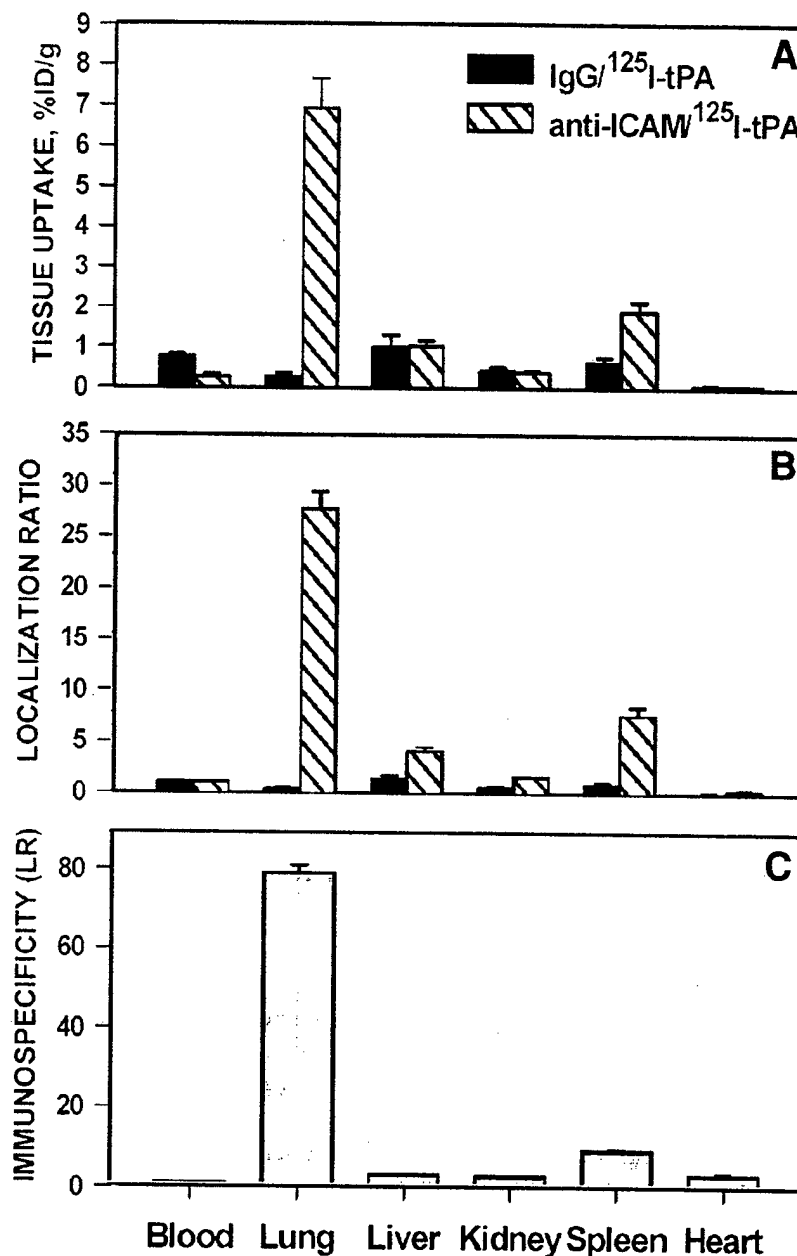 A
IgG/¹²⁵I-tPA
anti-ICAM/¹²⁵I-tPA
TISSUE UPTAKE, %ID/g
9
8
7
6
5
4
3
2
1
0
B
LOCALIZATION RATIO
35
30
25
20
15
10
5
0
C
IMMUNOSPECIFICITY (LR)
80
60
40
20
0
Blood Lung Liver Kidney Spleen Heart